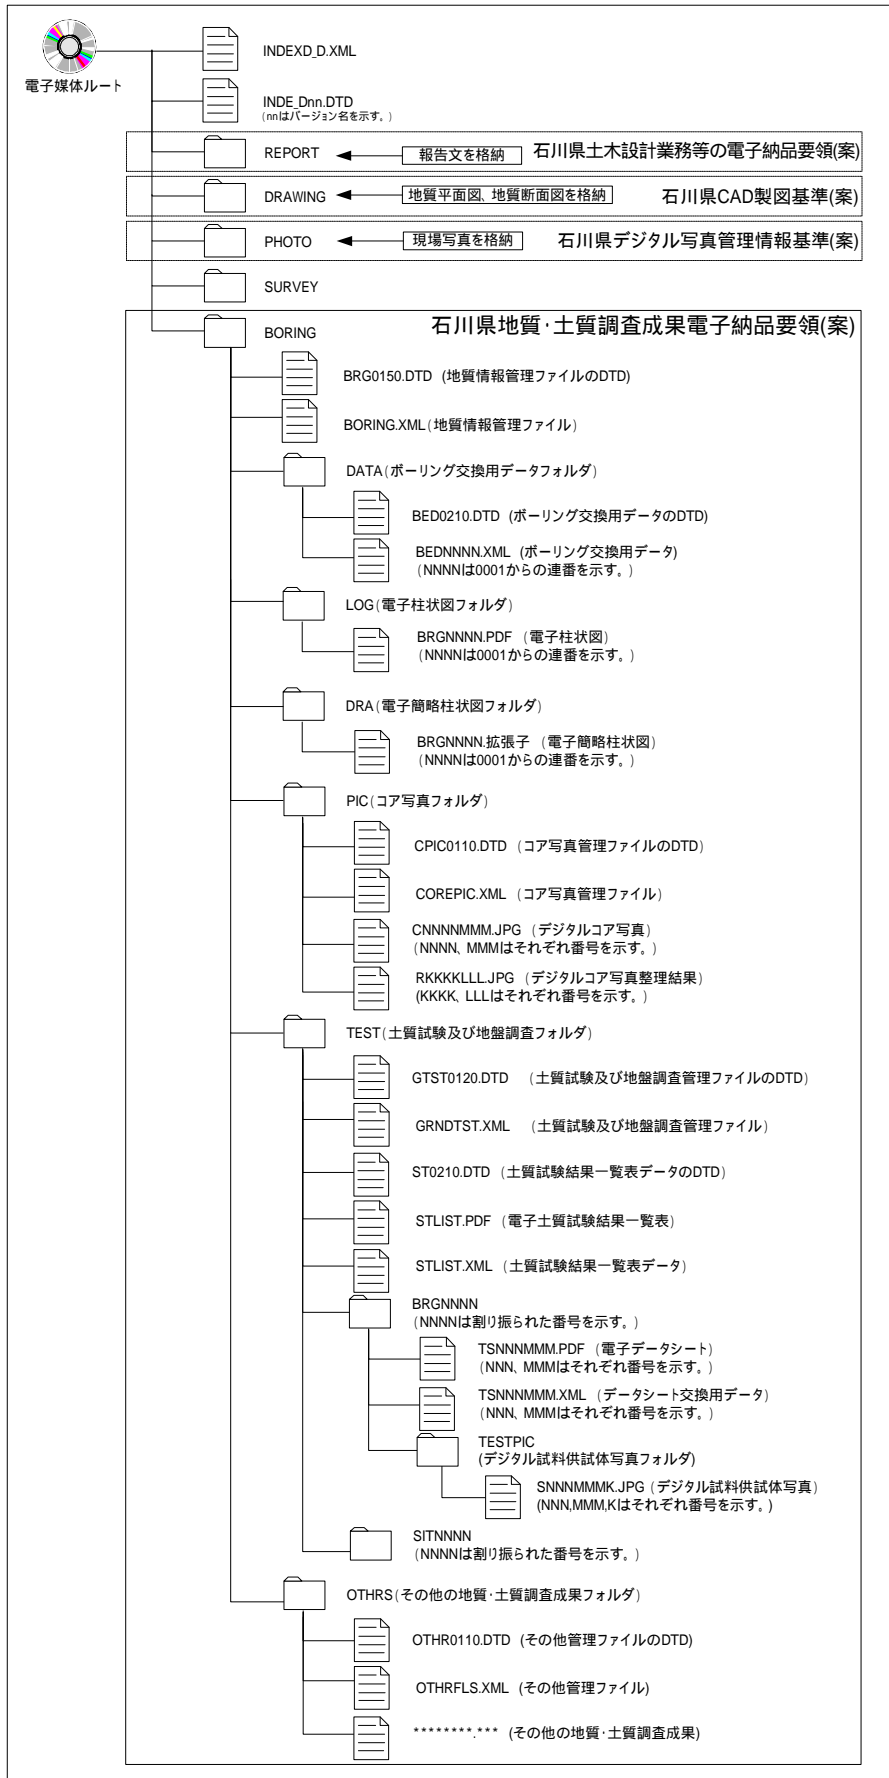 INDEXD_D.XML
電子媒体ルート
INDE_Dnn.DTD
(nnはバージョン名を示す。)
REPORT
報告文を格納
石川県土木設計業務等の電子納品要領(案)
DRAWING
地質平面図、地質断面図を格納
石川県CAD製図基準(案)
PHOTO
現場写真を格納
石川県デジタル写真管理情報基準(案)
SURVEY
石川県地質・土質調査成果電子納品要領(案)
BORING
BRG0150.DTD (地質情報管理ファイルのDTD)
BORING.XML(地質情報管理ファイル)
DATA(ボーリング交換用データフォルダ)
BED0210.DTD (ボーリング交換用データのDTD)
BEDNNNN.XML (ボーリング交換用データ)
(NNNNは0001からの連番を示す。)
LOG(電子柱状図フォルダ)
BRGNNNN.PDF (電子柱状図)
(NNNNは0001からの連番を示す。)
DRA(電子簡略柱状図フォルダ)
BRGNNNN.拡張子 (電子簡略柱状図)
(NNNNは0001からの連番を示す。)
PIC(コア写真フォルダ)
CPIC0110.DTD (コア写真管理ファイルのDTD)
COREPIC.XML (コア写真管理ファイル)
CNNNNMMM.JPG (デジタルコア写真)
(NNNN、MMMはそれぞれ番号を示す。)
RKKKKLLL.JPG (デジタルコア写真整理結果)
(KKKK、LLLはそれぞれ番号を示す。)
TEST(土質試験及び地盤調査フォルダ)
GTST0120.DTD (土質試験及び地盤調査管理ファイルのDTD)
GRNDTST.XML (土質試験及び地盤調査管理ファイル)
ST0210.DTD (土質試験結果一覧表データのDTD)
STLIST.PDF (電子土質試験結果一覧表)
STLIST.XML (土質試験結果一覧表データ)
BRGNNNN
(NNNNは割り振られた番号を示す。)
TSNNNMMM.PDF (電子データシート)
(NNN、MMMはそれぞれ番号を示す。)
TSNNNMMM.XML (データシート交換用データ)
(NNN、MMMはそれぞれ番号を示す。)
TESTPIC
(デジタル試料供試体写真フォルダ)
SNNNMMMK.JPG (デジタル試料供試体写真)
(NNN,MMM,Kはそれぞれ番号を示す。)
SITNNNN
(NNNNは割り振られた番号を示す。)
OTHRS(その他の地質・土質調査成果フォルダ)
OTHR0110.DTD (その他管理ファイルのDTD)
OTHRFLS.XML (その他管理ファイル)
********.*** (その他の地質・土質調査成果)